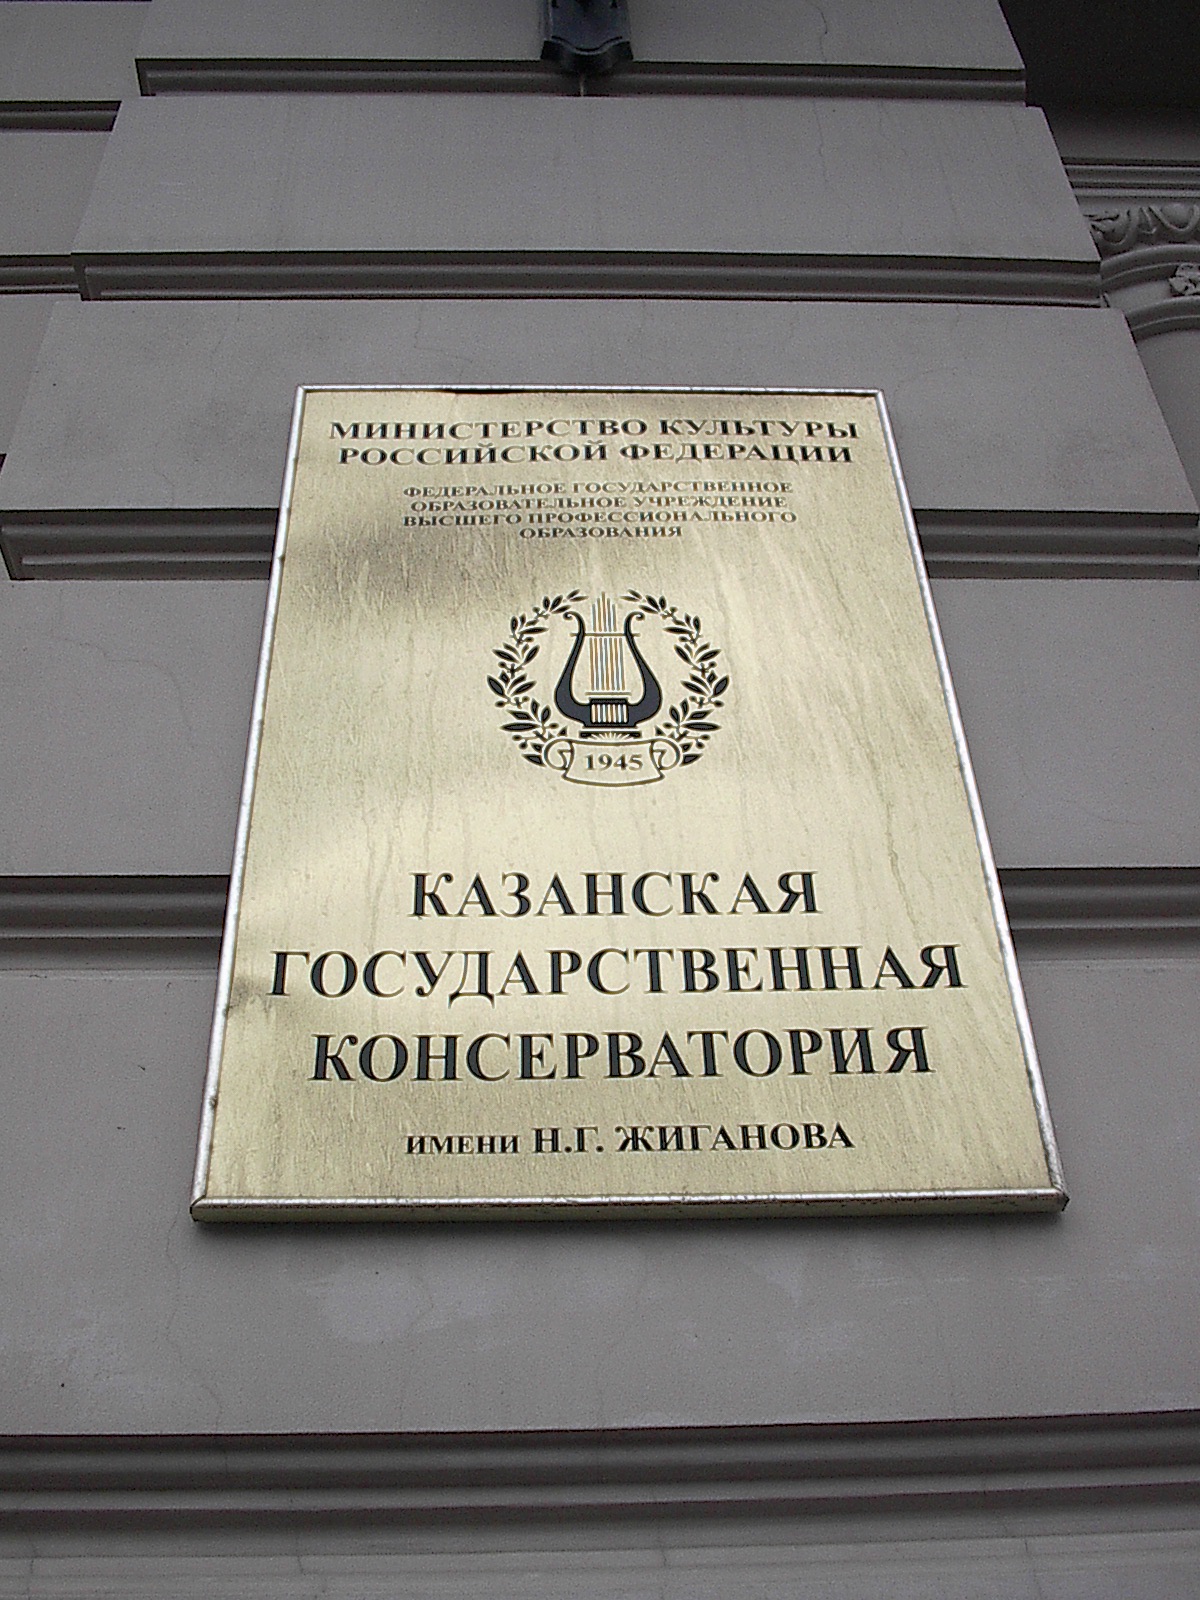 МИНИСТЕРСТВО КУЛЬТУРЫ
РОССИЙСКОЙ ФЕДЕРАЦИИ
ФЕДЕРАЛЬНОЕ ГОСУДАРСТВЕННОЕ
ОБРАЗОВАТЕЛЬНОЕ УЧРЕЖДЕНИЕ
ВЫСШЕГО ПРОФЕССИОНАЛЬНОГО
ОБРАЗОВАНИЯ
1945
КАЗАНСКАЯ
ГОСУДАРСТВЕННАЯ
КОНСЕРВАТОРИЯ
ИМЕНИ Н.Г. ЖИГАНОВА